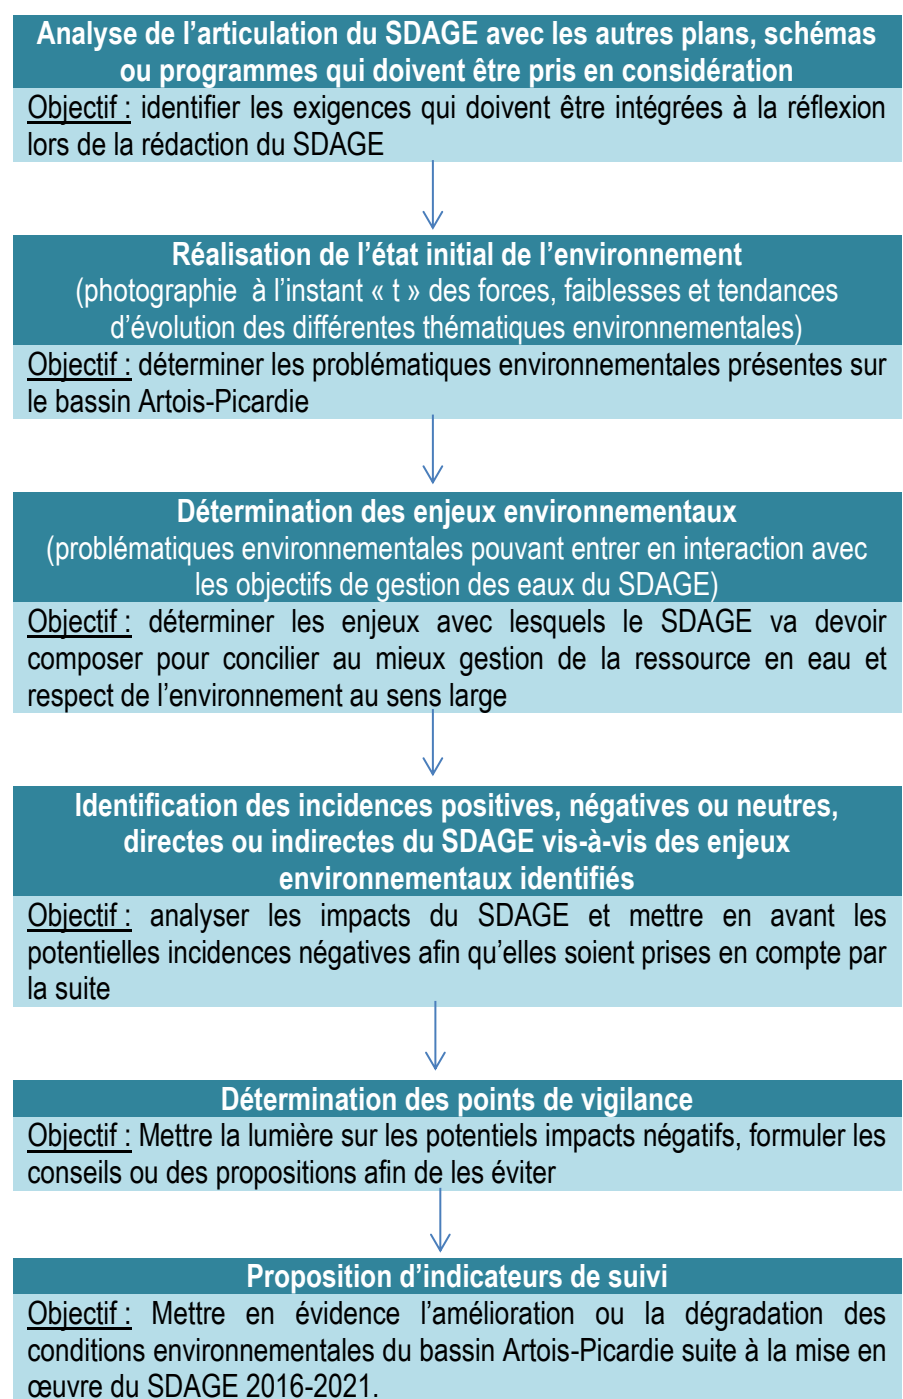 Analyse de l’articulation du SDAGE avec les autres plans, schémas
ou programmes qui doivent être pris en considération
Objectif : identifier les exigences qui doivent être intégrées à la réflexion
lors de la rédaction du SDAGE
Réalisation de l’état initial de l’environnement
(photographie à l’instant « t » des forces, faiblesses et tendances
d’évolution des différentes thématiques environnementales)
Objectif : déterminer les problématiques environnementales présentes sur
le bassin Artois-Picardie
Détermination des enjeux environnementaux
(problématiques environnementales pouvant entrer en interaction avec
les objectifs de gestion des eaux du SDAGE)
Objectif : déterminer les enjeux avec lesquels le SDAGE va devoir
composer pour concilier au mieux gestion de la ressource en eau et
respect de l’environnement au sens large
Identification des incidences positives, négatives ou neutres,
directes ou indirectes du SDAGE vis-à-vis des enjeux
environnementaux identifiés
Objectif : analyser les impacts du SDAGE et mettre en avant les
potentielles incidences négatives afin qu’elles soient prises en compte par
la suite
Détermination des points de vigilance
Objectif : Mettre la lumière sur les potentiels impacts négatifs, formuler les
conseils ou des propositions afin de les éviter
Proposition d’indicateurs de suivi
Objectif : Mettre en évidence l’amélioration ou la dégradation des
conditions environnementales du bassin Artois-Picardie suite à la mise en
œuvre du SDAGE 2016-2021.